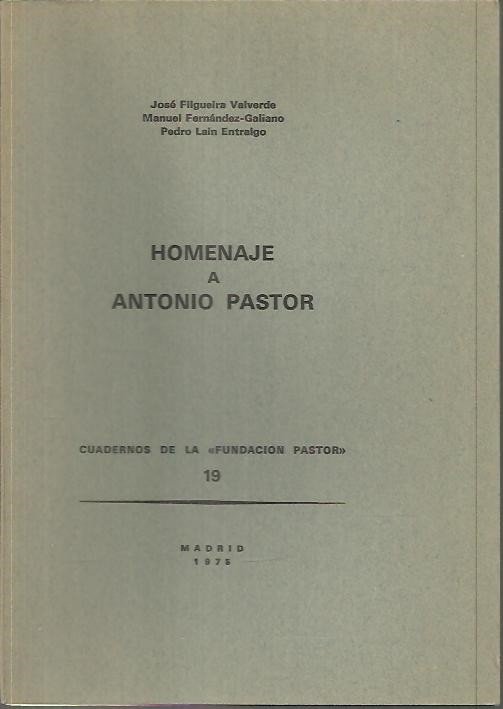 José Filgueira Valverde
Manuel Fernández-Galiano
Pedro Laín Entralgo
HOMENAJE
A
ANTONIO PASTOR
CUADERNOS DE LA «FUNDACION PASTOR»
19
MADRID
1975